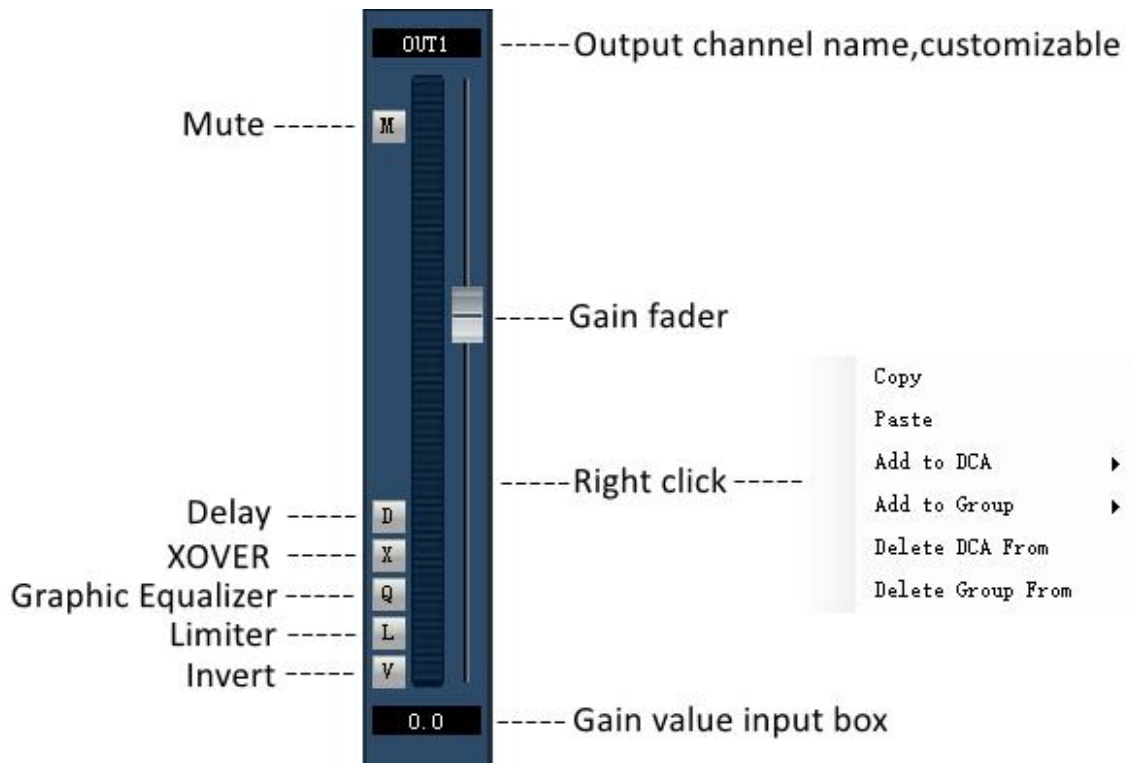 OUT1
Output channel name,customizable
Mute
M
Gain fader
Copy
Paste
Right click
Add to DCA
Add to Group
Delete DCA From
Delete Group From
Delay
D
XOVER
X
Graphic Equalizer
Q
Limiter
L
Invert
V
0.0
Gain value input box